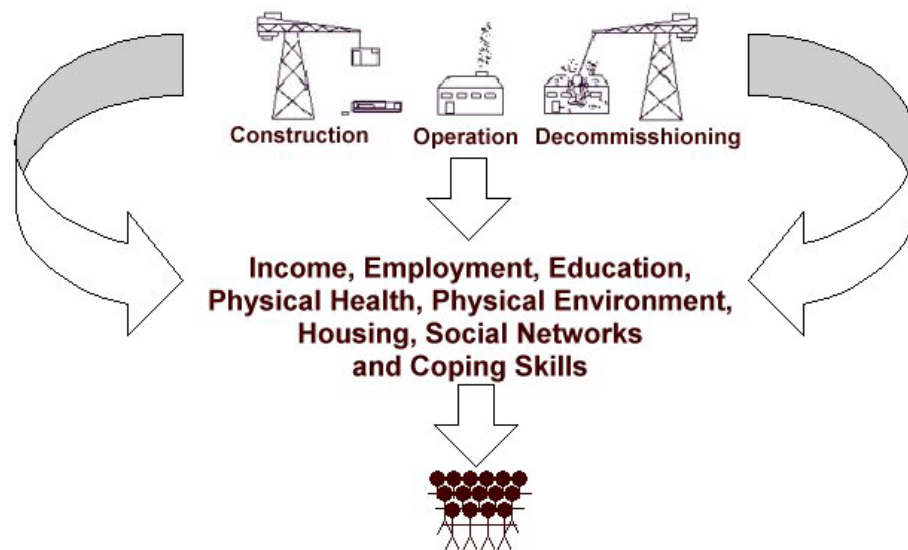 Construction Operation Decommisshioning
Income, Employment, Education,
Physical Health, Physical Environment,
Housing, Social Networks
and Coping Skills